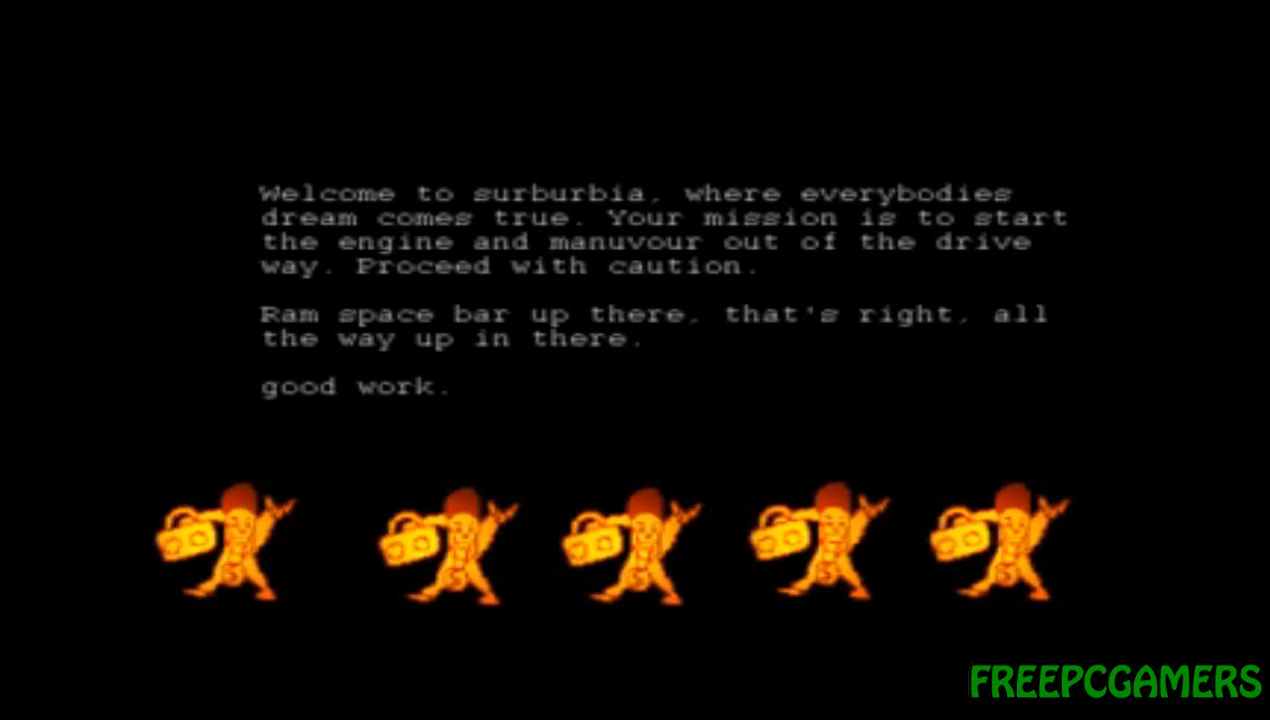 Welcome to surburbia, where everybodies
dream comes true. Your mission is to start
the engine and manuvour out of the drive
way. Proceed with caution.
Ram space bar up there, that's right, all
the way up in there.
good work.
FREEPCGAMERS